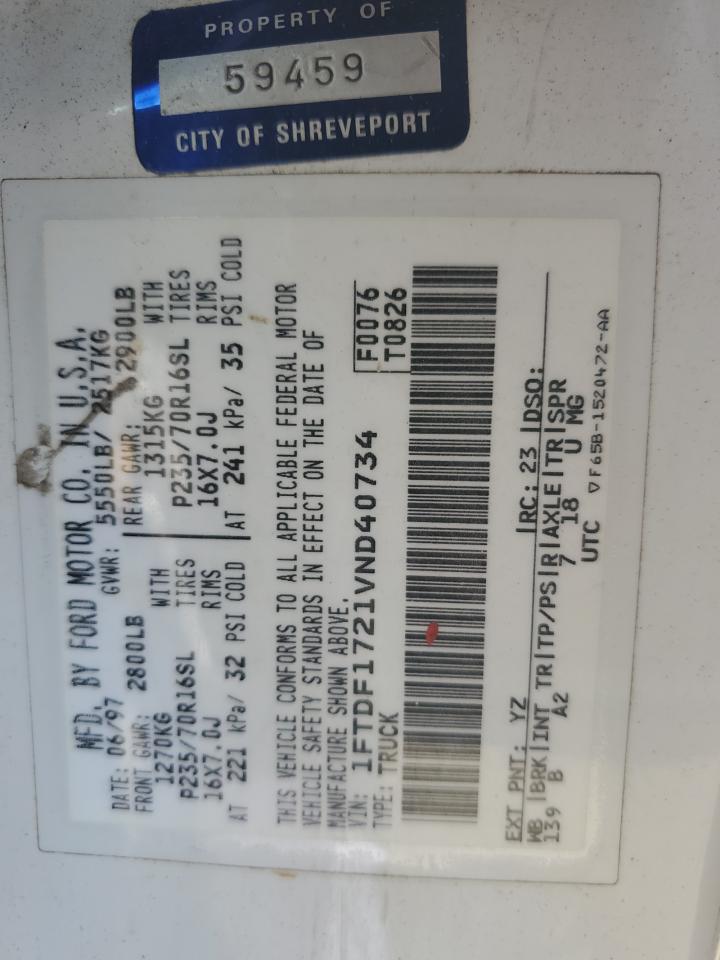 PROPERTY OF
59459
CITY OF SHREVEPORT
MFD. BY FORD MOTOR CO. IN U.S.A.
DATE: 06/97 GVWR: 5550LB/ 2517KG
FRONT GAWR: 2800LB REAR GAWR: 2900LB
1270KG WITH 1315KG WITH
P235/70R16SL TIRES P235/70R16SL TIRES
16X7.0J RIMS 16X7.0J RIMS
AT 221 kPa/ 32 PSI COLD AT 241 kPa/ 35 PSI COLD
THIS VEHICLE CONFORMS TO ALL APPLICABLE FEDERAL MOTOR
VEHICLE SAFETY STANDARDS IN EFFECT ON THE DATE OF
MANUFACTURE SHOWN ABOVE.
VIN: 1FTDF1721VND40734 F0076
TYPE: TRUCK T0826
EXT PNT: YZ RC: 23 DSO:
WB BRK INT TR TP/PS R AXLE TR SPR
139 B A2 7 18 U MG
UTC ▽F65B-1520472-AA